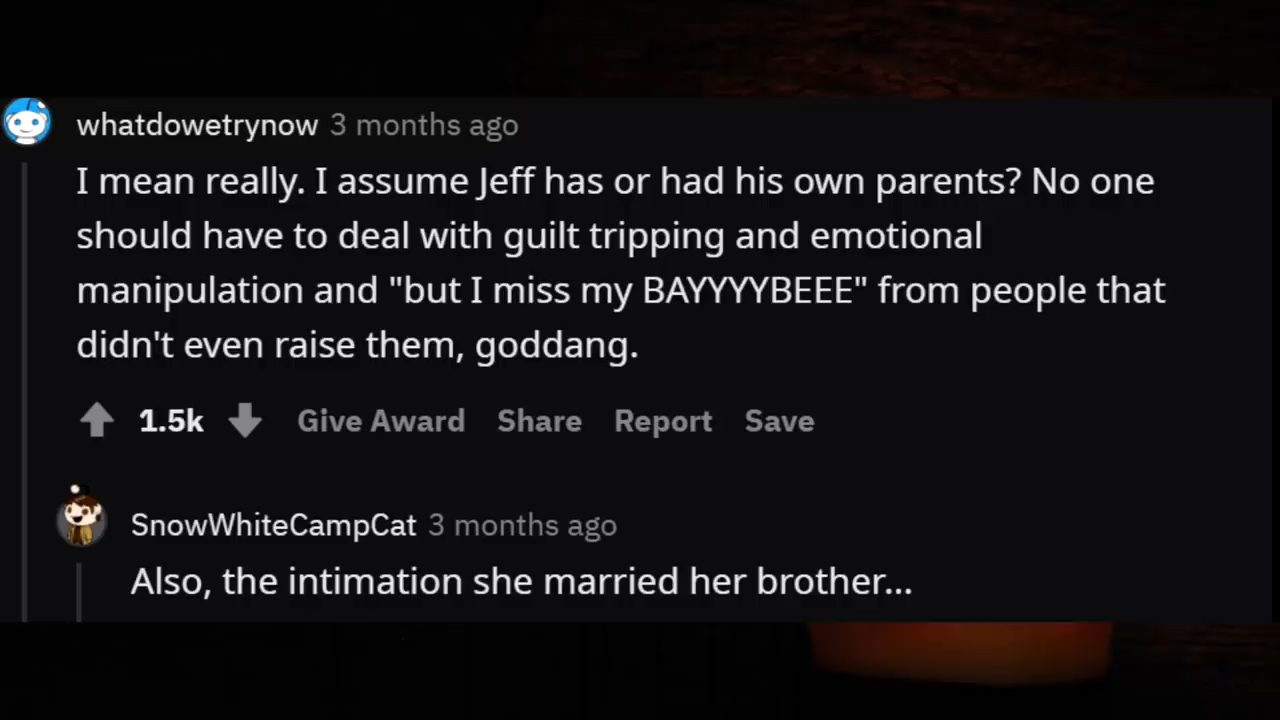 whatdowetrynow 3 months ago
I mean really. I assume Jeff has or had his own parents? No one
should have to deal with guilt tripping and emotional
manipulation and "but I miss my BAYYYYBEEE" from people that
didn't even raise them, goddang.
1.5k Give Award Share Report Save
SnowWhiteCampCat 3 months ago
Also, the intimation she married her brother...